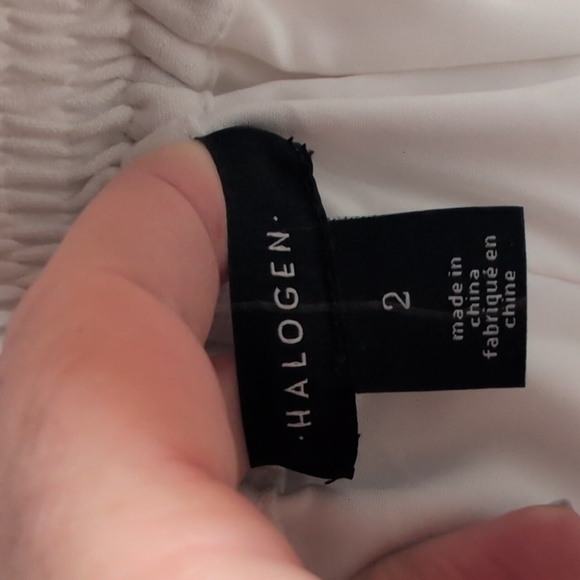 ·HALOGEN·
2
made in
china
fabriqué en
chine